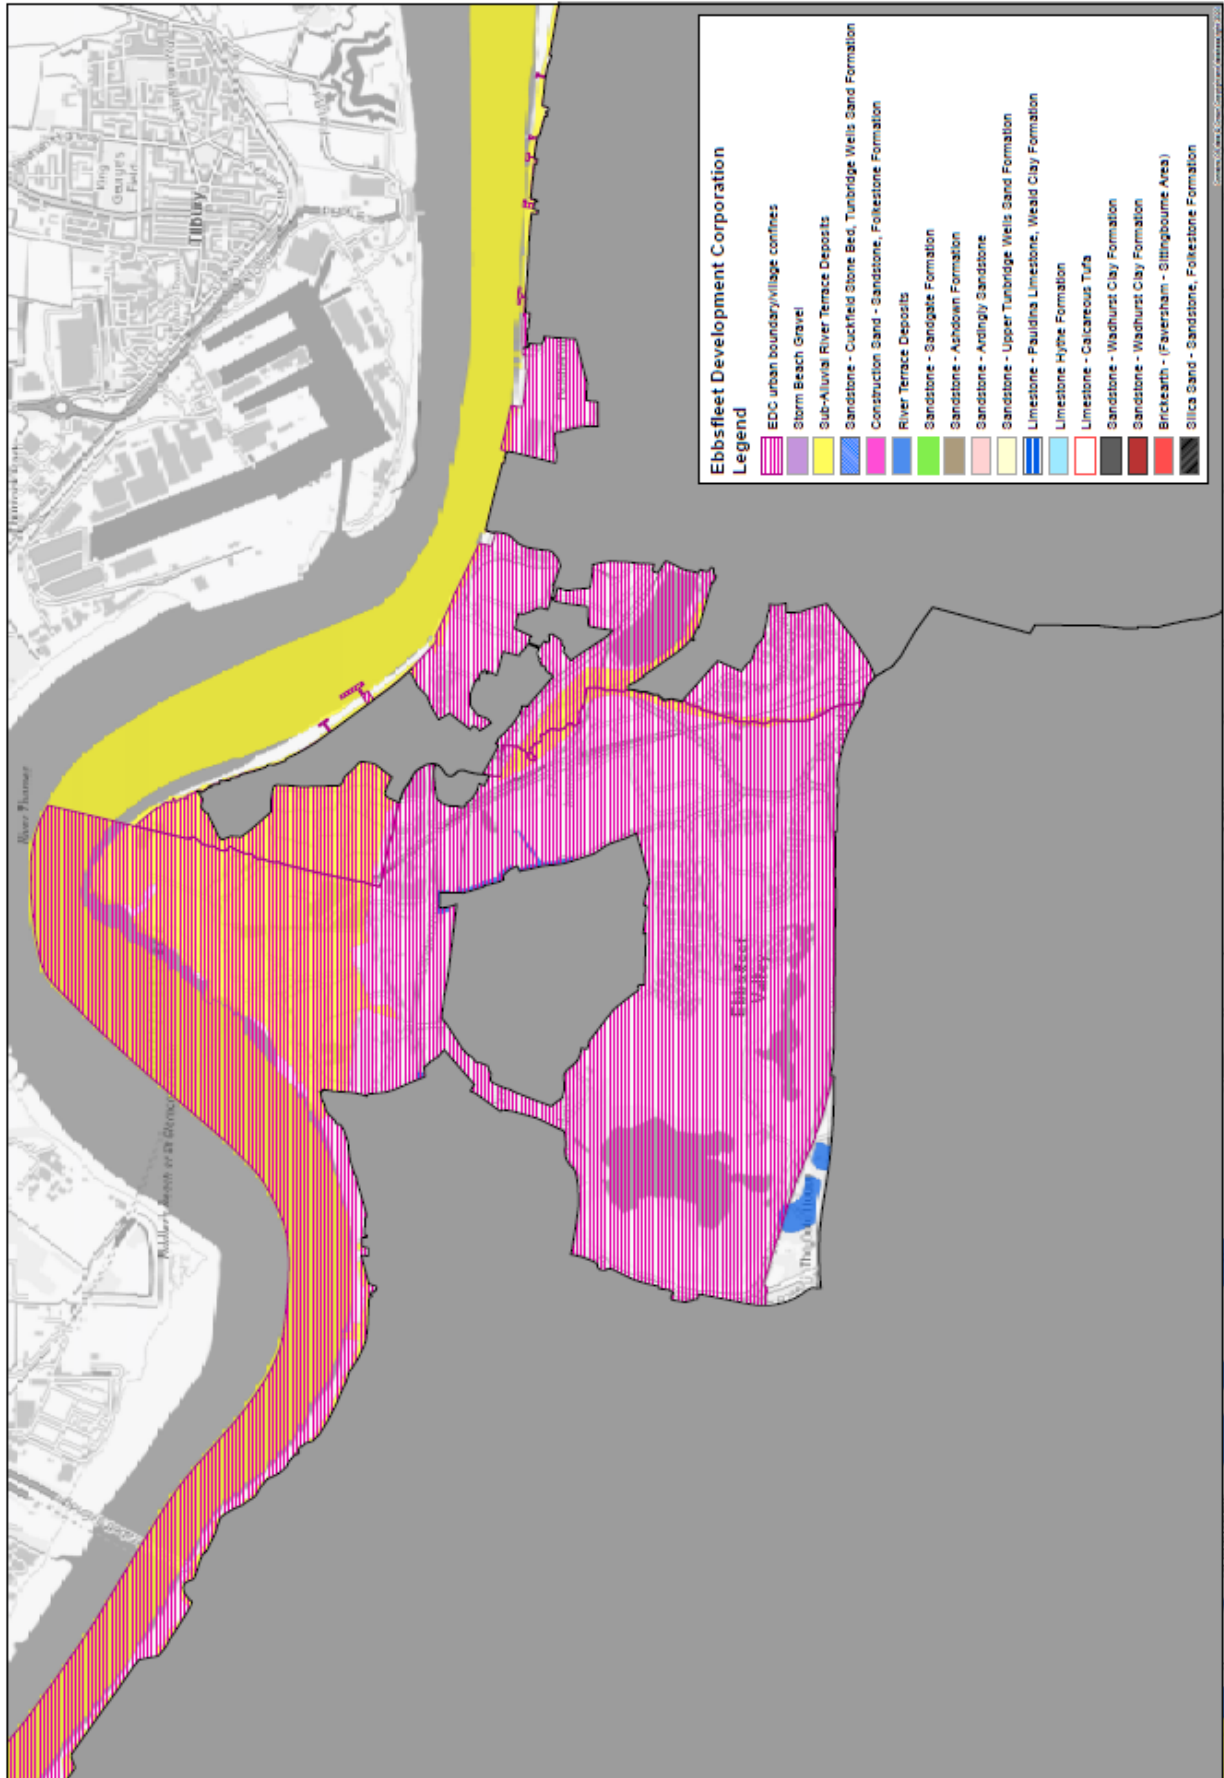 Ebbsfleet Development Corporation
Legend
EDC urban boundary/village confines
Storm Beach Gravel
Sub-Alluvial River Terrace Deposits
Sandstone - Cuckfield Stone Bed, Tunbridge Wells Sand Formation
Construction Sand - Sandstone, Folkestone Formation
River Terrace Deposits
Sandstone - Sandgate Formation
Sandstone - Ashdown Formation
Sandstone - Ardingly Sandstone
Sandstone - Upper Tunbridge Wells Sand Formation
Limestone - Paludina Limestone, Weald Clay Formation
Limestone Hythe Formation
Limestone - Calcareous Tufa
Sandstone - Wadhurst Clay Formation
Sandstone - Wadhurst Clay Formation
Brickearth - (Faversham - Sittingbourne Area)
Silica Sand - Sandstone, Folkestone Formation
King
Georges
Field
Tilbury
River Thames
Ebbsfleet
Valley